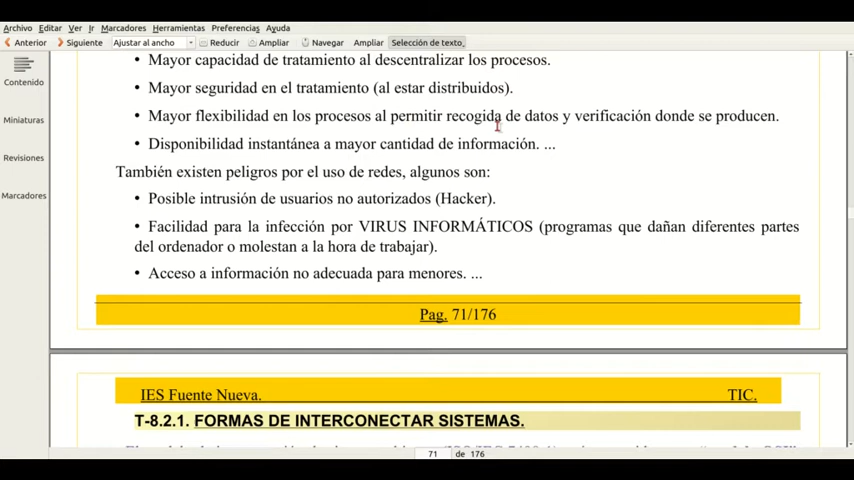 Archivo Editar Ver Ir Marcadores Herramientas Preferencias Ayuda
Anterior Siguiente Ajustar al ancho Reducir Ampliar Navegar Ampliar Selección de texto
Contenido
Miniaturas
Revisiones
Marcadores
• Mayor capacidad de tratamiento al descentralizar los procesos.
• Mayor seguridad en el tratamiento (al estar distribuidos).
• Mayor flexibilidad en los procesos al permitir recogida de datos y verificación donde se producen.
• Disponibilidad instantánea a mayor cantidad de información. ...
También existen peligros por el uso de redes, algunos son:
• Posible intrusión de usuarios no autorizados (Hacker).
• Facilidad para la infección por VIRUS INFORMÁTICOS (programas que dañan diferentes partes
del ordenador o molestan a la hora de trabajar).
• Acceso a información no adecuada para menores. ...
Pag. 71/176
IES Fuente Nueva. TIC.
T-8.2.1. FORMAS DE INTERCONECTAR SISTEMAS.
71 de 176